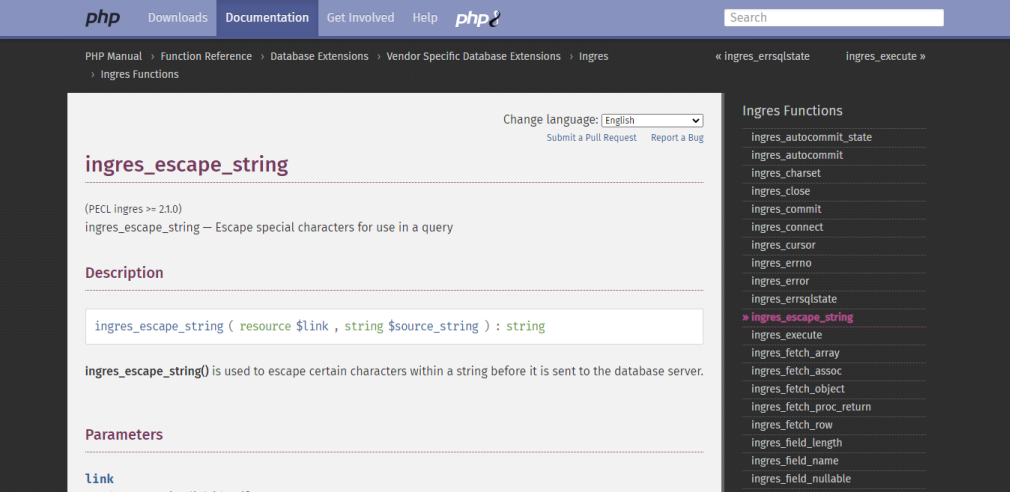 php Downloads Documentation Get Involved Help php8 Search
PHP Manual › Function Reference › Database Extensions › Vendor Specific Database Extensions › Ingres
› Ingres Functions
« ingres_errsqlstate ingres_execute »
Change language: English
Submit a Pull Request Report a Bug
ingres_escape_string
(PECL ingres >= 2.1.0)
ingres_escape_string — Escape special characters for use in a query
Description
ingres_escape_string ( resource $link , string $source_string ) : string
ingres_escape_string() is used to escape certain characters within a string before it is sent to the database server.
Parameters
link
Ingres Functions
ingres_autocommit_state
ingres_autocommit
ingres_charset
ingres_close
ingres_commit
ingres_connect
ingres_cursor
ingres_errno
ingres_error
ingres_errsqlstate
» ingres_escape_string
ingres_execute
ingres_fetch_array
ingres_fetch_assoc
ingres_fetch_object
ingres_fetch_proc_return
ingres_fetch_row
ingres_field_length
ingres_field_name
ingres_field_nullable